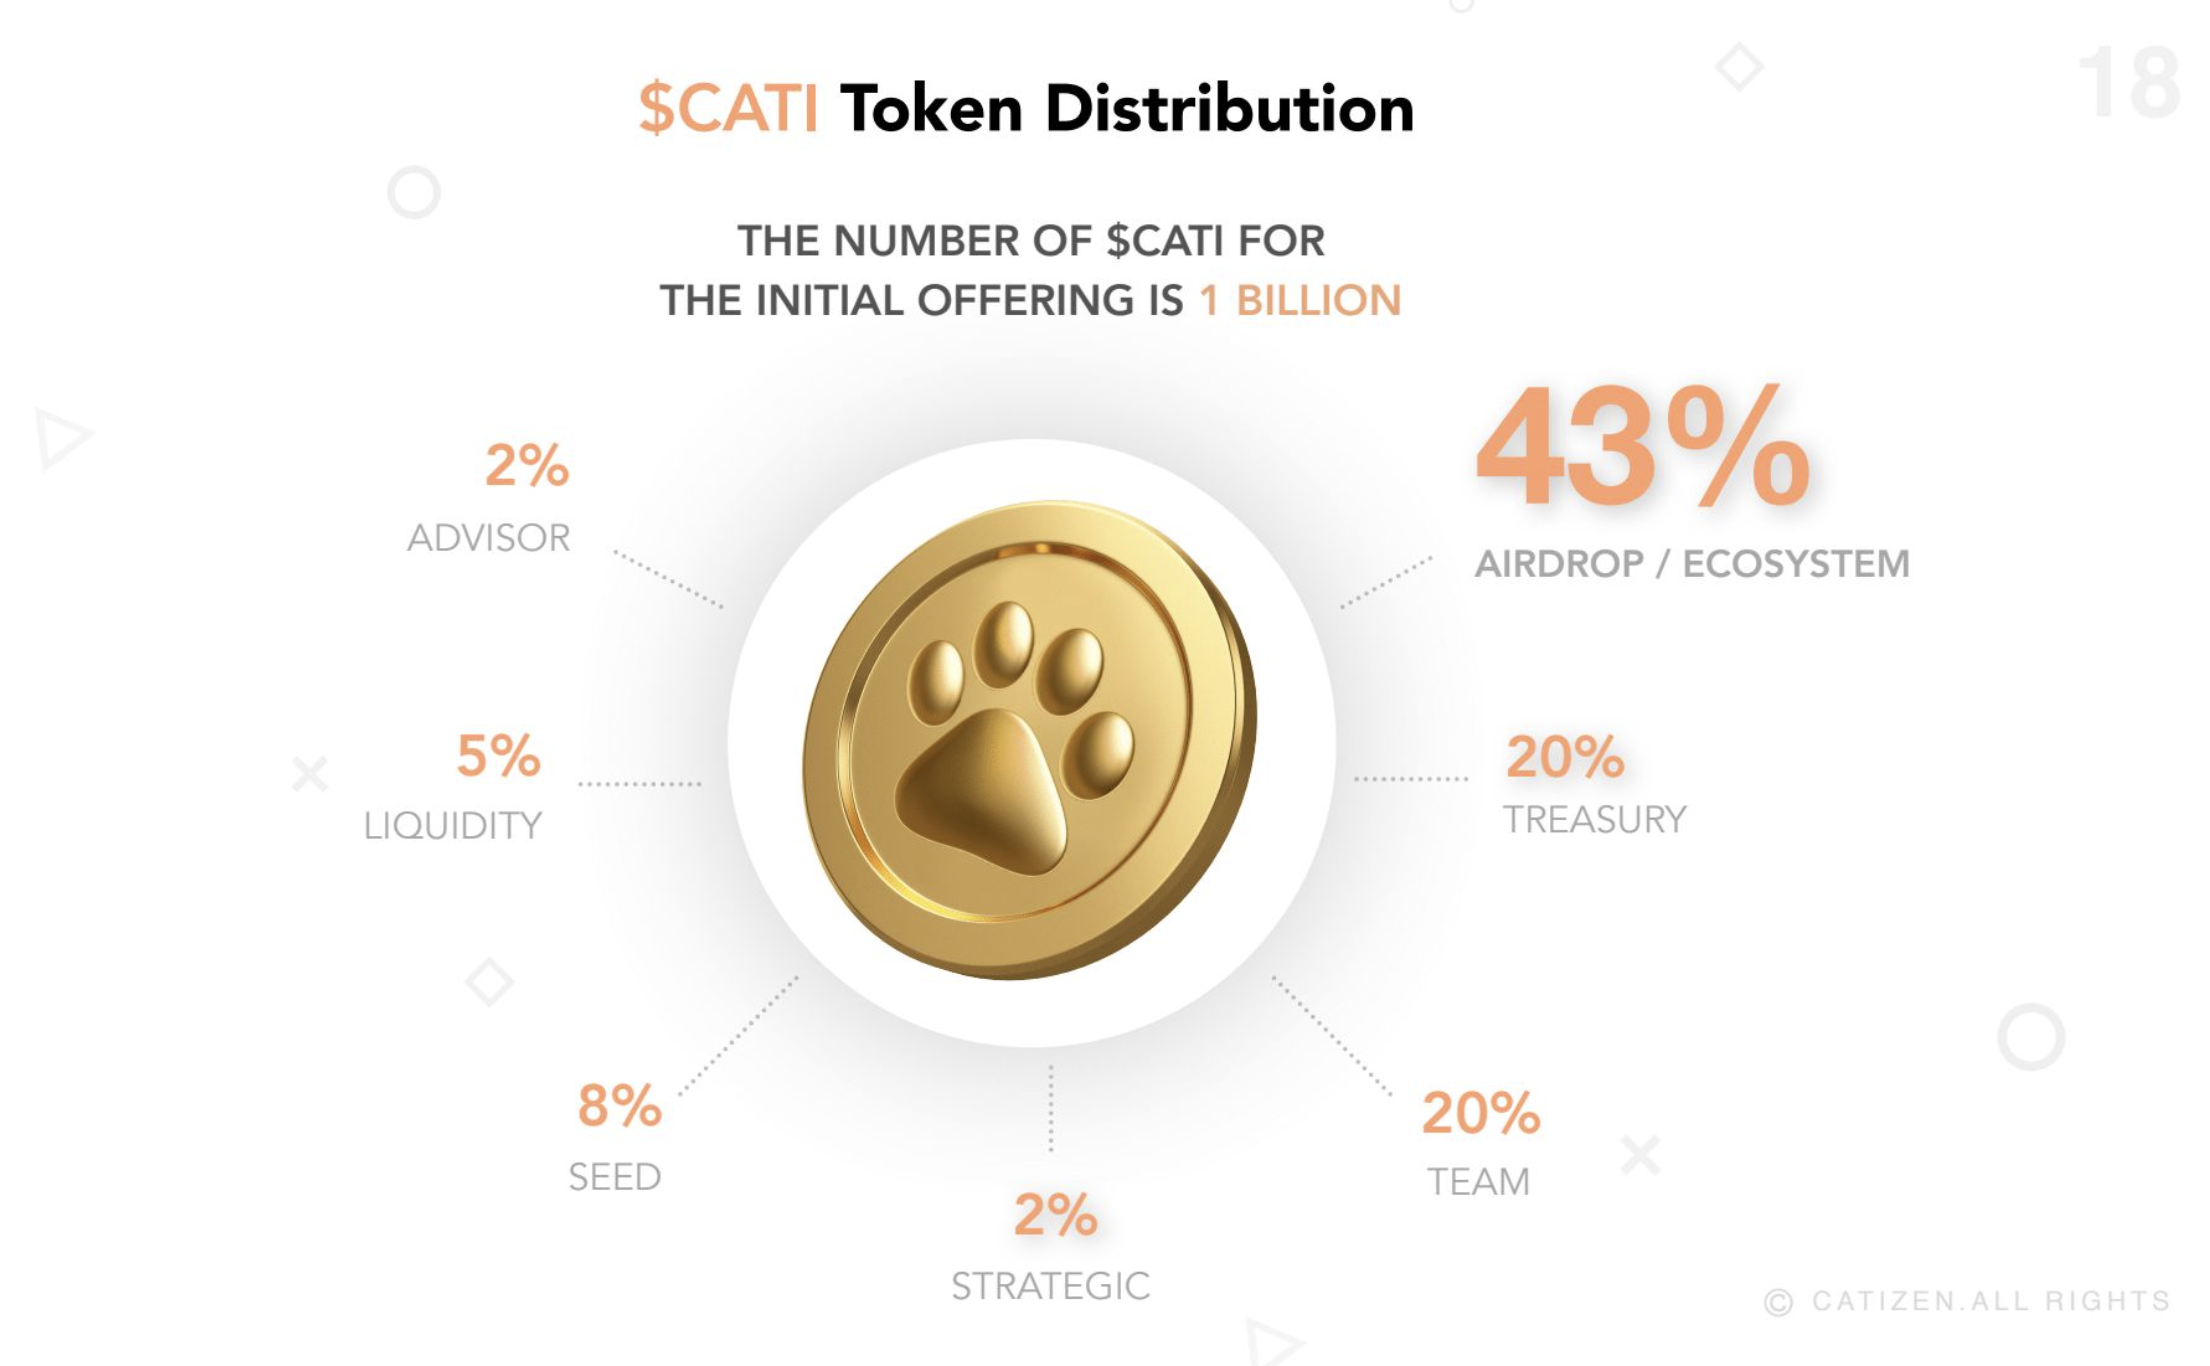 18
$CATI Token Distribution
THE NUMBER OF $CATI FOR
THE INITIAL OFFERING IS 1 BILLION
43%
AIRDROP / ECOSYSTEM
2%
ADVISOR
20%
TREASURY
5%
LIQUIDITY
20%
TEAM
8%
SEED
2%
STRATEGIC
© CATIZEN.ALL RIGHTS